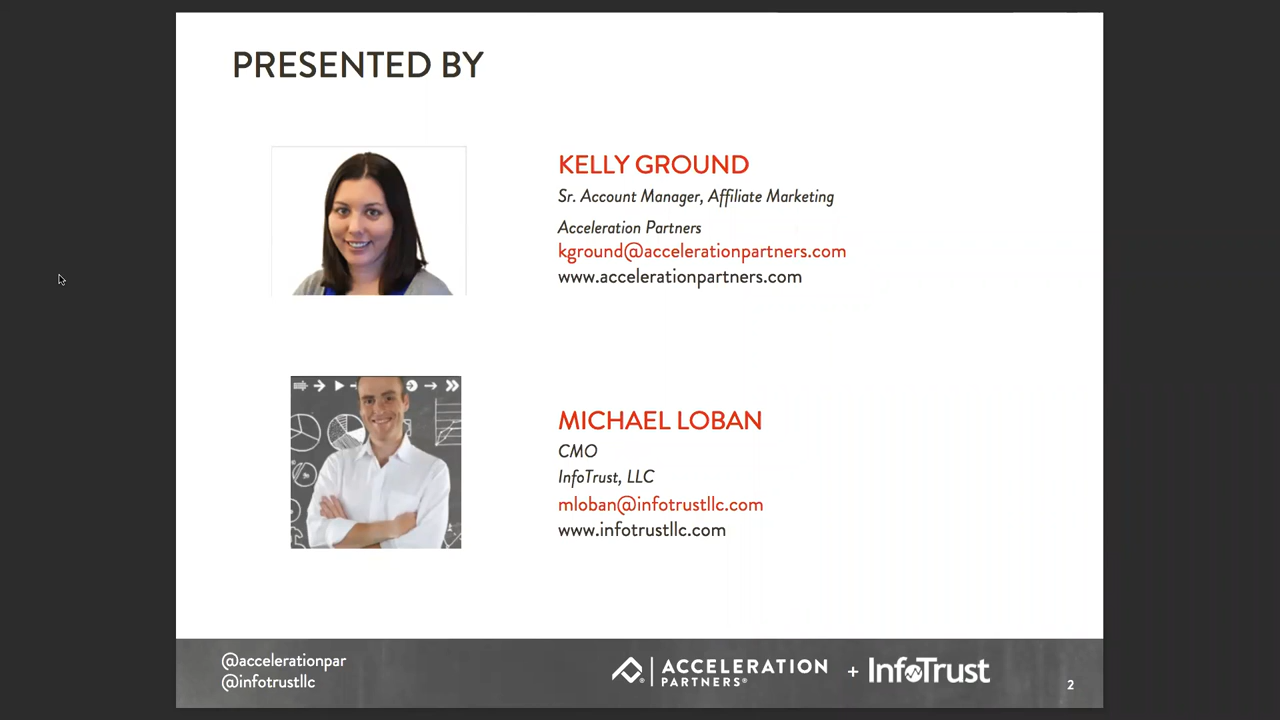 PRESENTED BY
KELLY GROUND
Sr. Account Manager, Affiliate Marketing
Acceleration Partners
kground@accelerationpartners.com
www.accelerationpartners.com
MICHAEL LOBAN
CMO
InfoTrust, LLC
mloban@infotrustllc.com
www.infotrustllc.com
@accelerationpar
@infotrustllc
ACCELERATION
PARTNERS®
+ InfoTrust
2